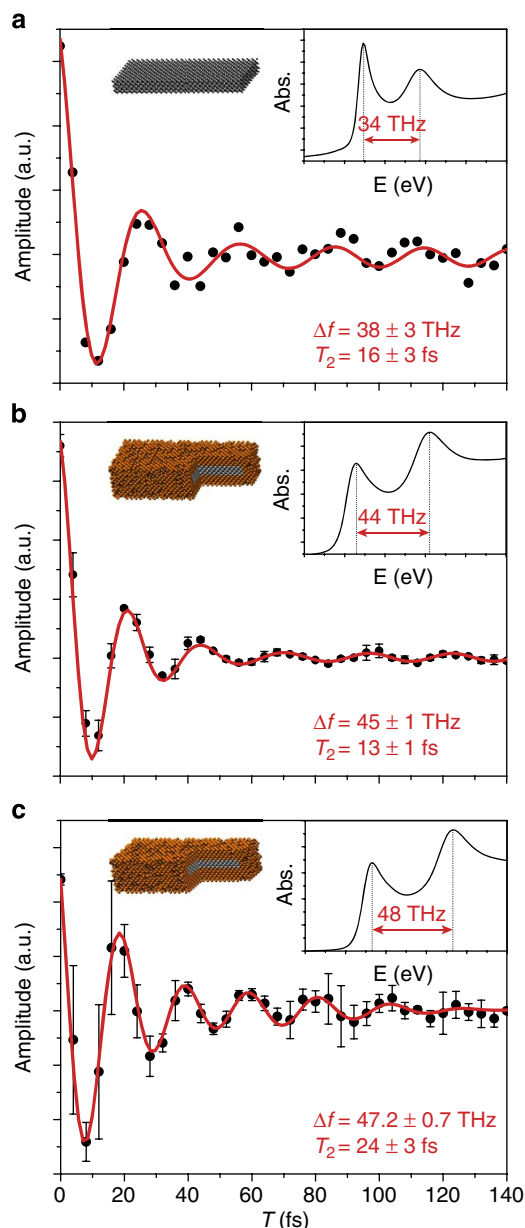 a
Amplitude (a.u.)
Abs.
34 THz
E (eV)
Δf = 38 ± 3 THz
T₂ = 16 ± 3 fs
b
Amplitude (a.u.)
Abs.
44 THz
E (eV)
Δf = 45 ± 1 THz
T₂ = 13 ± 1 fs
c
Amplitude (a.u.)
Abs.
48 THz
E (eV)
Δf = 47.2 ± 0.7 THz
T₂ = 24 ± 3 fs
0 20 40 60 80 100 120 140
T (fs)